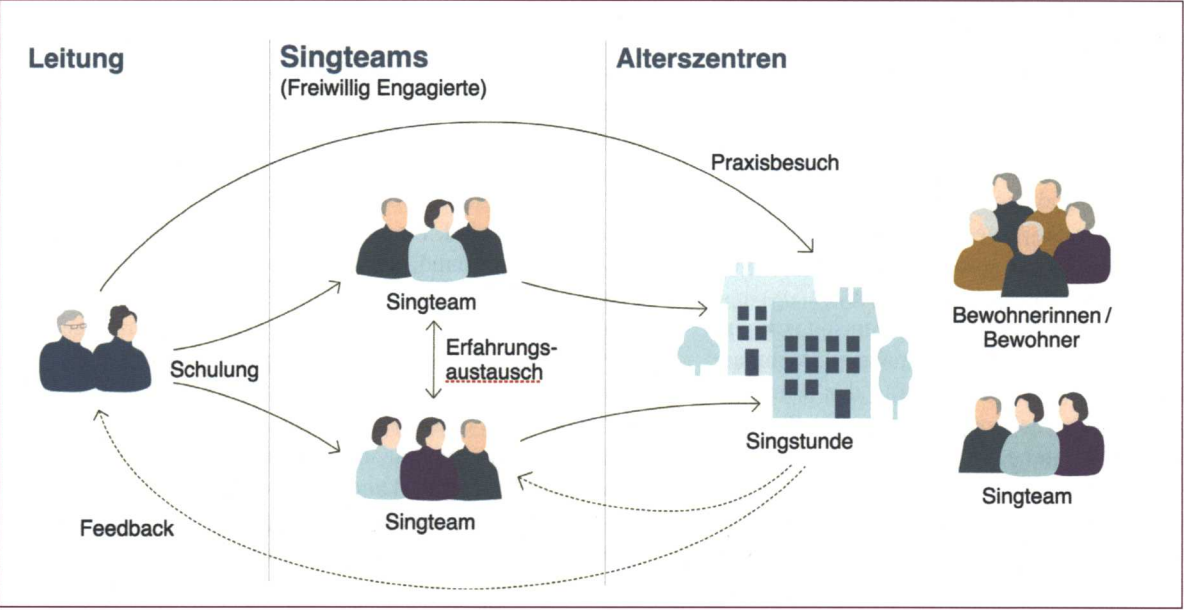 Leitung
Singteams
(Freiwillig Engagierte)
Alterszentren
Praxisbesuch
Singteam
Bewohnerinnen /
Bewohner
Schulung
Erfahrungs-
austausch
Singstunde
Singteam
Singteam
Feedback